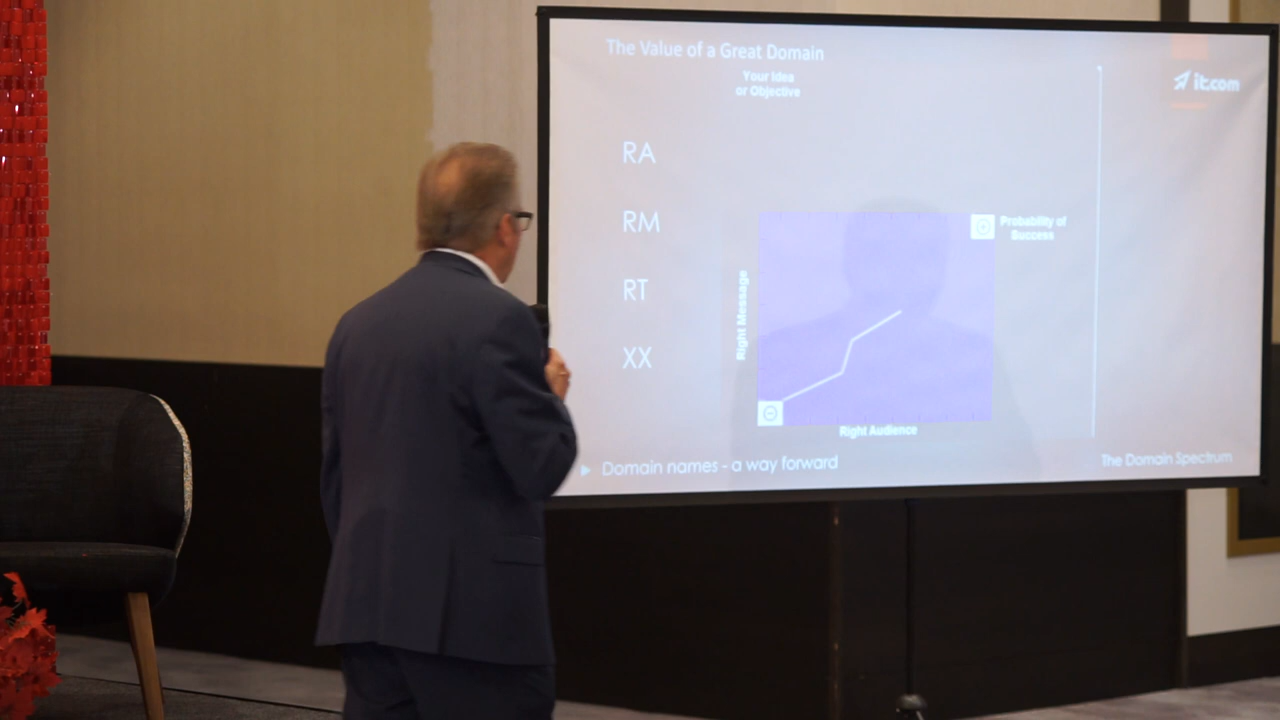 The Value of a Great Domain
Your Idea
or Objective
it.com
RA
RM
RT
XX
Probability of
Success
Right Message
Right Audience
Domain names - a way forward
The Domain Spectrum